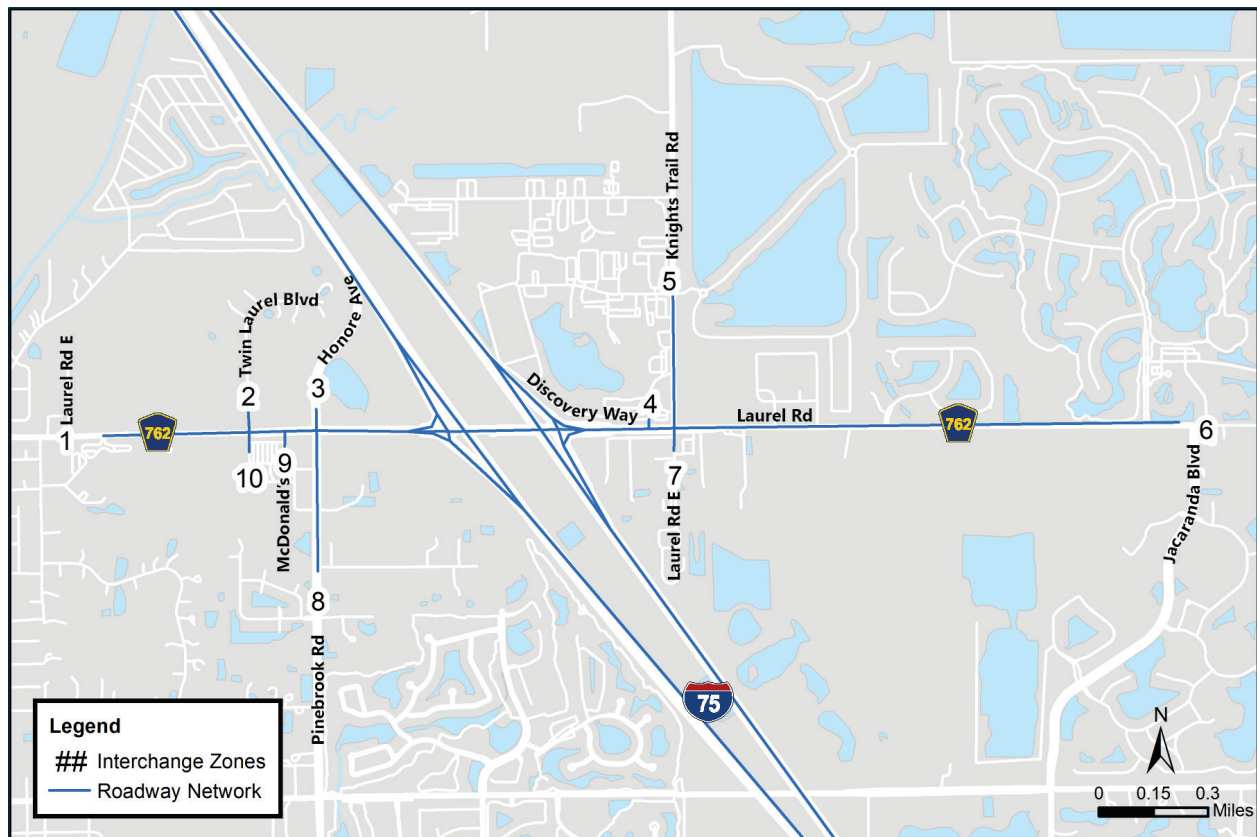 Knights Trail Rd
5
Twin Laurel Blvd
Honore Ave
Laurel Rd E
2
3
Discovery Way
4
Laurel Rd
1
762
762
6
10
9
McDonald's
7
Laurel Rd E
Jacaranda Blvd
8
Pinebrook Rd
75
Legend
## Interchange Zones
Roadway Network
N
0 0.15 0.3
Miles